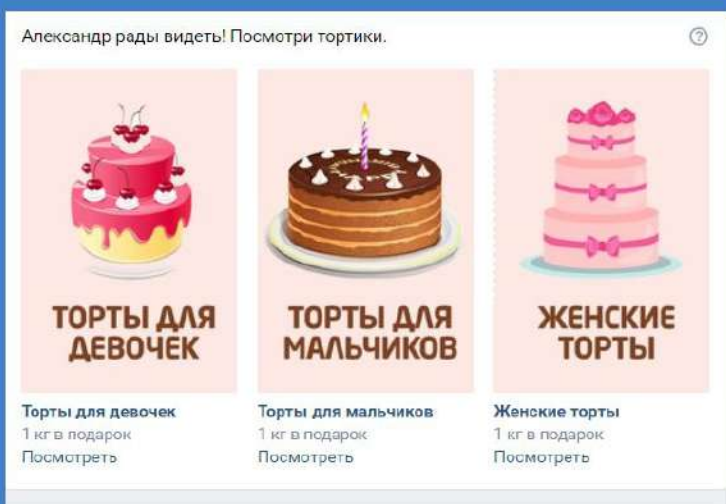 Александр рады видеть! Посмотри тортики.
ТОРТЫ ДЛЯ
ДЕВОЧЕК
ТОРТЫ ДЛЯ
МАЛЬЧИКОВ
ЖЕНСКИЕ
ТОРТЫ
Торты для девочек
1 кг в подарок
Посмотреть
Торты для мальчиков
1 кг в подарок
Посмотреть
Женские торты
1 кг в подарок
Посмотреть